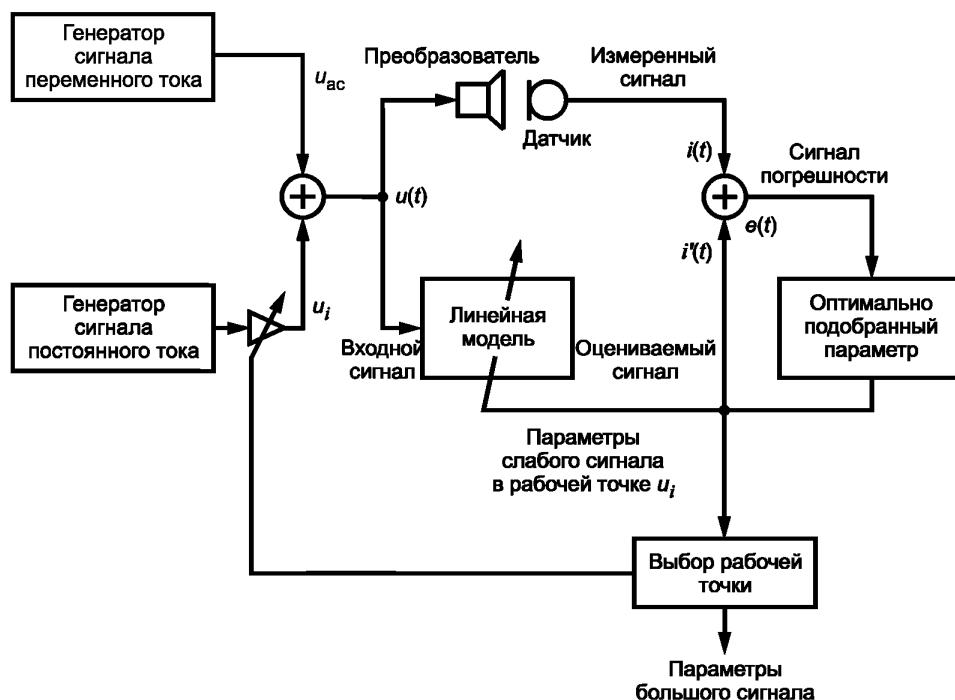 Генератор
сигнала
переменного тока
u_ac
Преобразователь
Датчик
Измеренный
сигнал
i(t)
Сигнал
погрешности
u(t)
e(t)
i'(t)
Генератор
сигнала
постоянного тока
u_i
Входной
сигнал
Линейная
модель
Оцениваемый
сигнал
Оптимально
подобранный
параметр
Параметры
слабого сигнала
в рабочей точке u_i
Выбор рабочей
точки
Параметры
большого сигнала